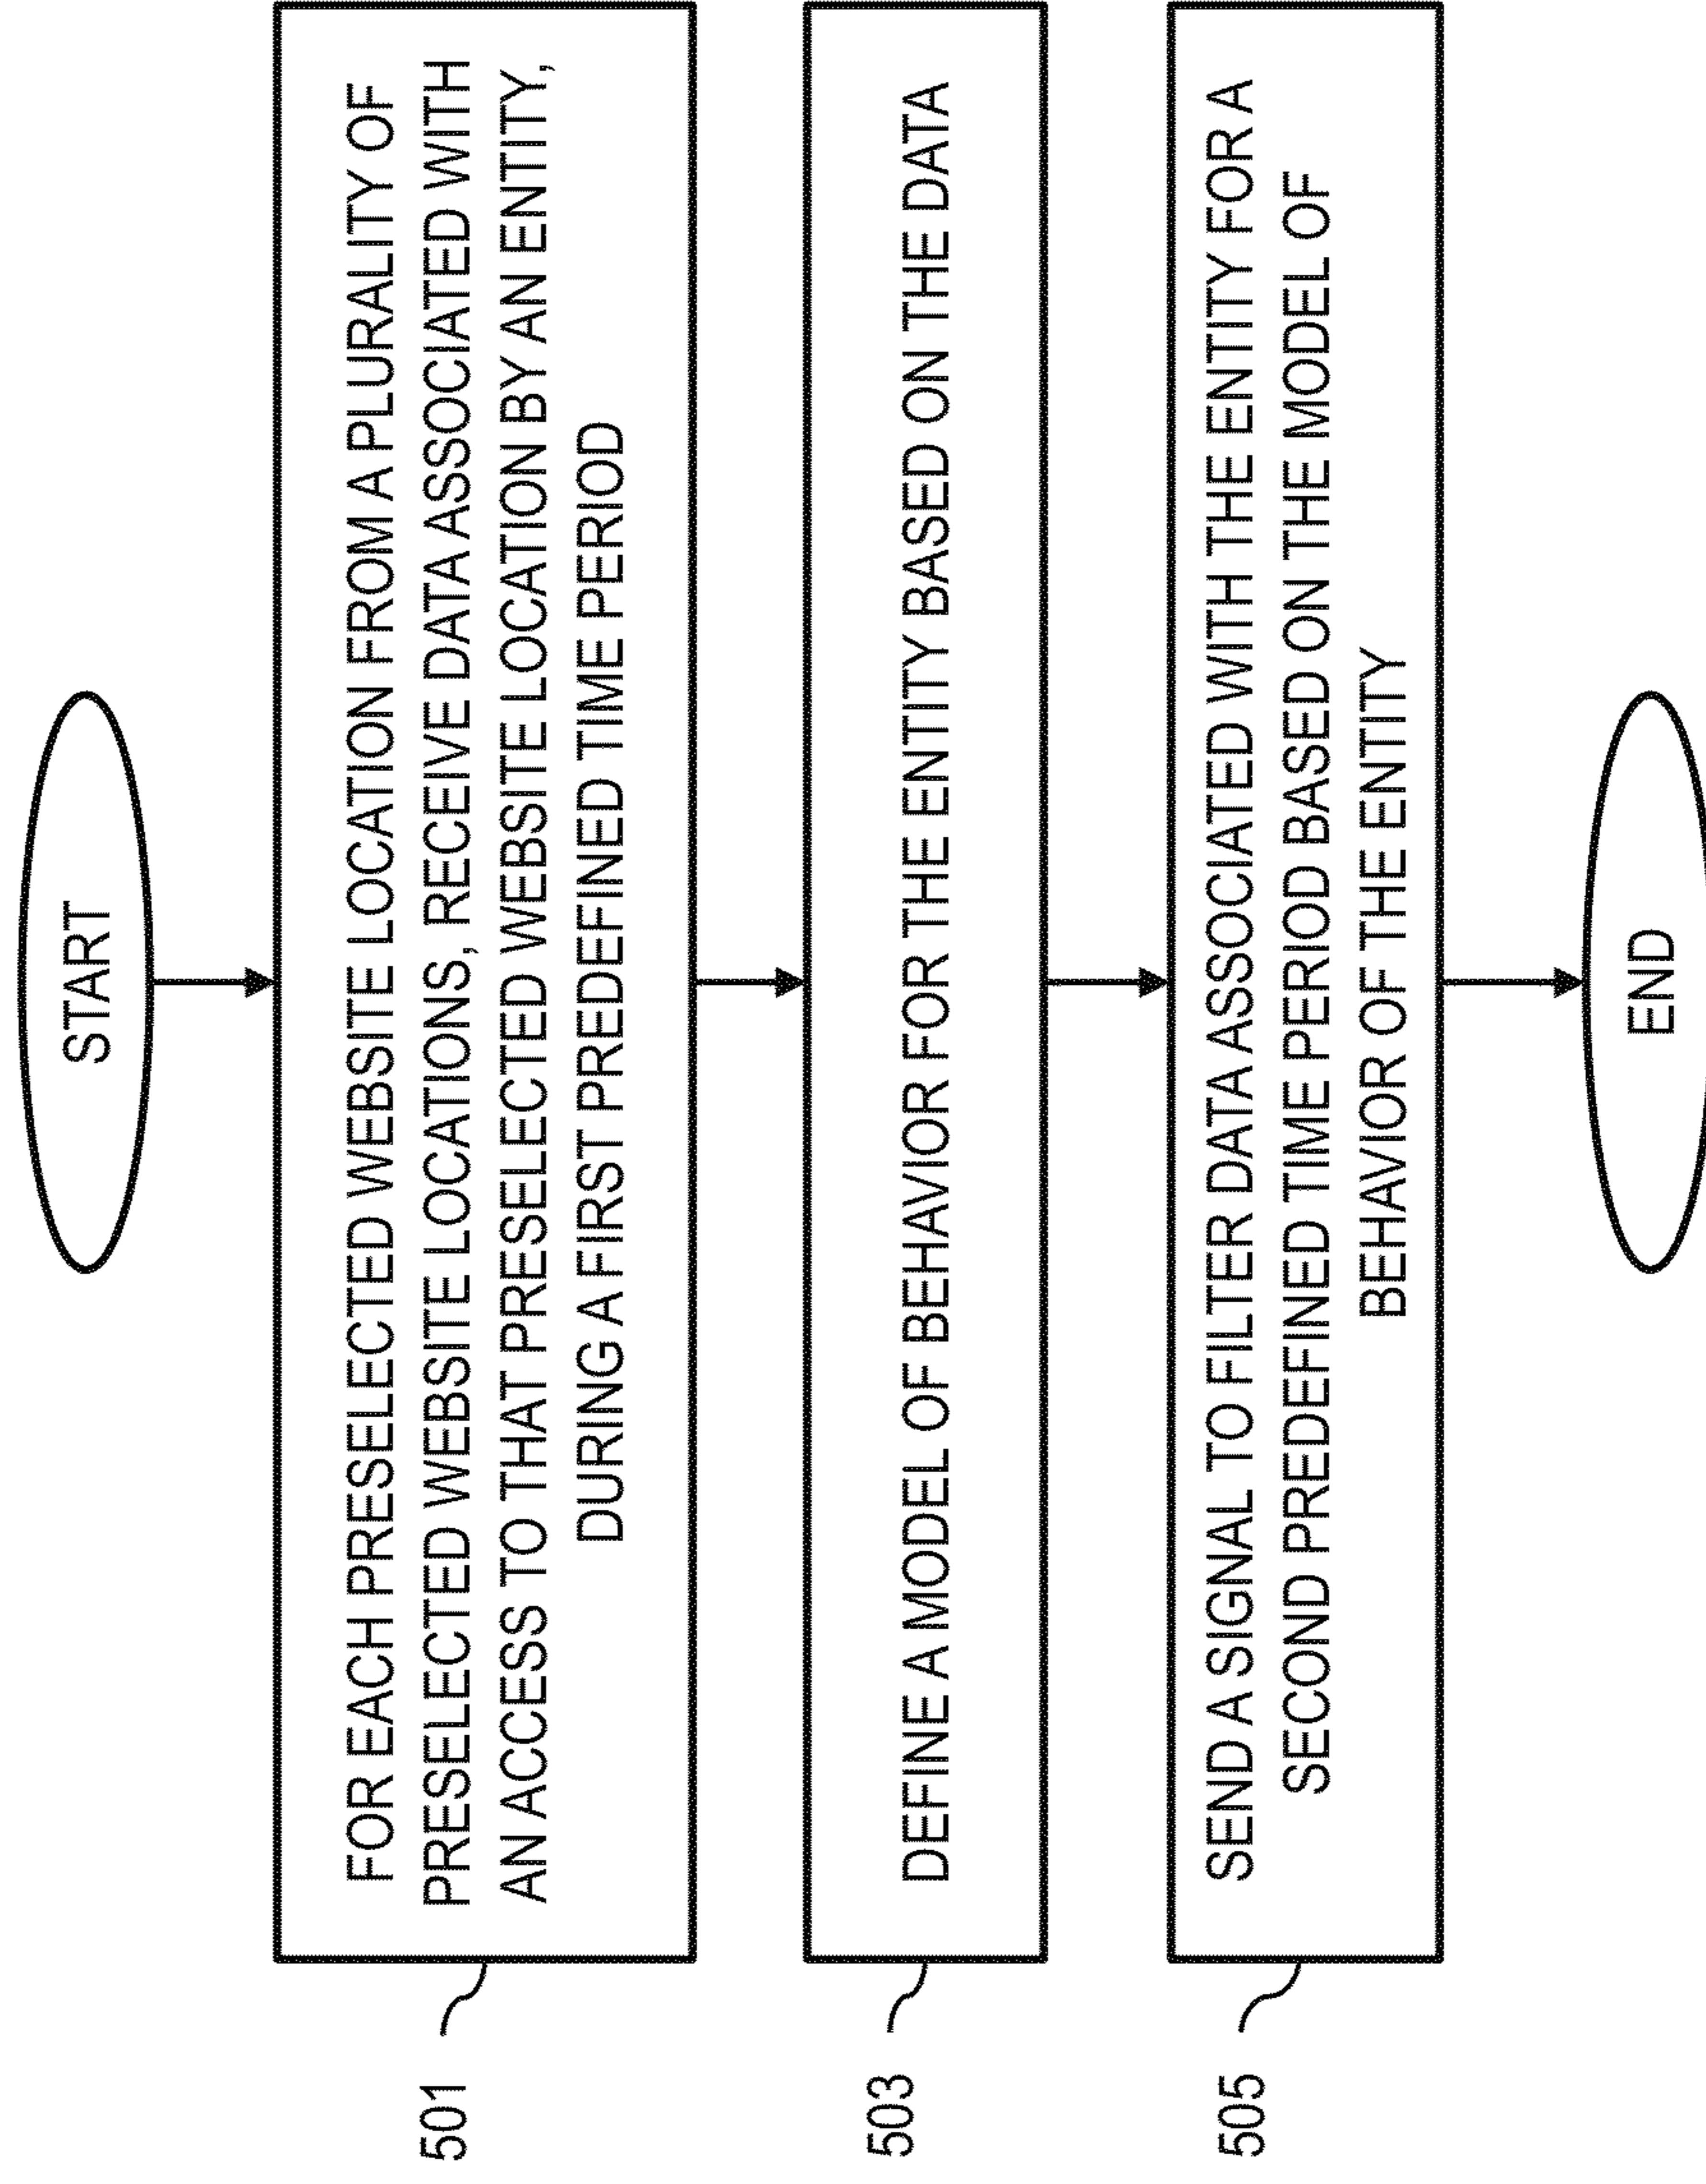 START
FOR EACH PRESELECTED WEBSITE LOCATION FROM A PLURALITY OF
PRESELECTED WEBSITE LOCATIONS, RECEIVE DATA ASSOCIATED WITH
AN ACCESS TO THAT PRESELECTED WEBSITE LOCATION BY AN ENTITY,
DURING A FIRST PREDEFINED TIME PERIOD
501
DEFINE A MODEL OF BEHAVIOR FOR THE ENTITY BASED ON THE DATA
503
SEND A SIGNAL TO FILTER DATA ASSOCIATED WITH THE ENTITY FOR A
SECOND PREDEFINED TIME PERIOD BASED ON THE MODEL OF
BEHAVIOR OF THE ENTITY
505
END